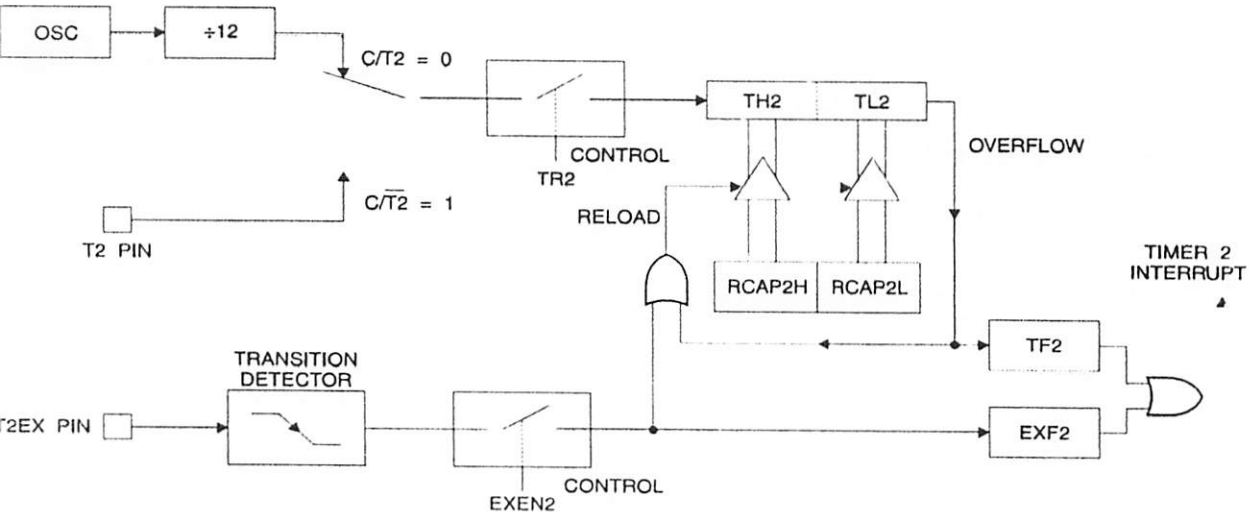 OSC
÷12
C/T2 = 0
TH2
TL2
CONTROL
TR2
OVERFLOW
C/T̅2̅ = 1
T2 PIN
RELOAD
RCAP2H
RCAP2L
TIMER 2
INTERRUPT
TF2
TRANSITION
DETECTOR
T2EX PIN
EXF2
CONTROL
EXEN2